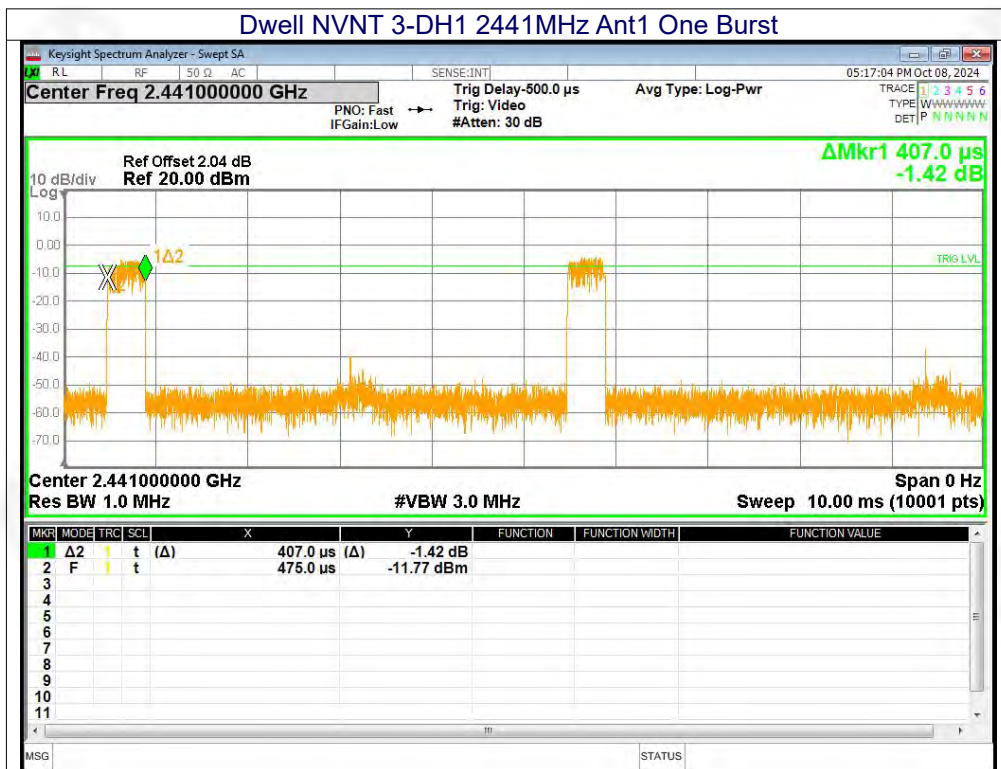 Dwell NVNT 3-DH1 2441MHz Ant1 One Burst
Keysight Spectrum Analyzer - Swept SA
LXI RL RF 50 Ω AC SENSE:INT 05:17:04 PM Oct 08, 2024
Center Freq 2.441000000 GHz Trig Delay-500.0 µs Avg Type: Log-Pwr TRACE 1 2 3 4 5 6
PNO: Fast Trig: Video TYPE WWWWWW
IFGain:Low #Atten: 30 dB DET P N N N N N
ΔMkr1 407.0 µs
-1.42 dB
Ref Offset 2.04 dB
10 dB/div Ref 20.00 dBm
Log
10.0
0.00
1Δ2
TRIG LVL
-10.0
-20.0
-30.0
-40.0
-50.0
-60.0
-70.0
Center 2.441000000 GHz Span 0 Hz
Res BW 1.0 MHz #VBW 3.0 MHz Sweep 10.00 ms (10001 pts)
MKR MODE TRC SCL X Y FUNCTION FUNCTION WIDTH FUNCTION VALUE
1 Δ2 1 t (Δ) 407.0 µs (Δ) -1.42 dB
2 F 1 t 475.0 µs -11.77 dBm
3
4
5
6
7
8
9
10
11
MSG STATUS